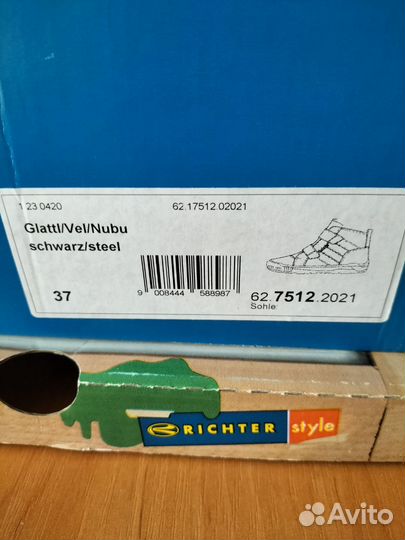 1.23.0420 62.17512.02021
Glattl/Vel/Nubu
schwarz/steel
37
9 008444 588987
62.7512.2021
Sohle:
RICHTER style
Avito